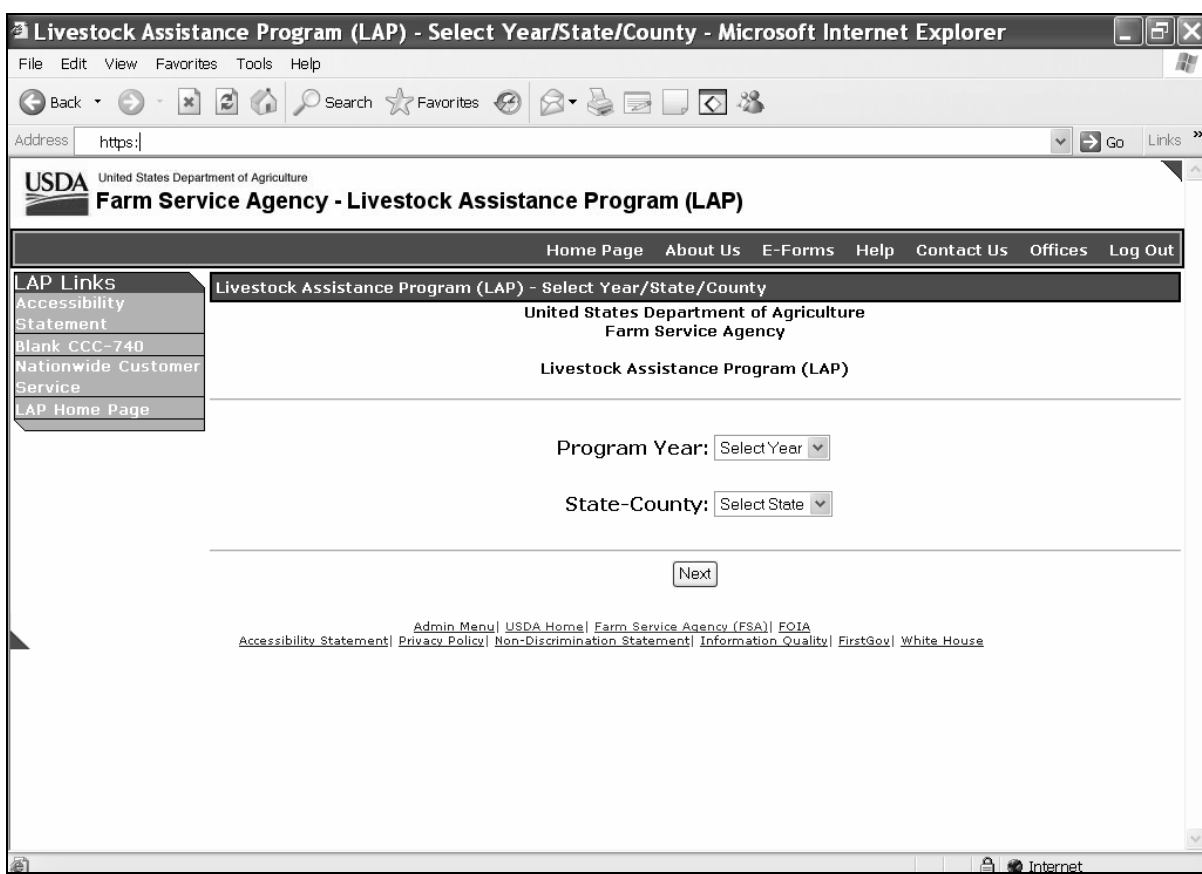 Livestock Assistance Program (LAP) - Select Year/State/County - Microsoft Internet Explorer
File Edit View Favorites Tools Help
Back Search Favorites
Address https: Go Links »
USDA United States Department of Agriculture
Farm Service Agency - Livestock Assistance Program (LAP)
Home Page About Us E-Forms Help Contact Us Offices Log Out
LAP Links
Accessibility
Statement
Blank CCC-740
Nationwide Customer
Service
LAP Home Page
Livestock Assistance Program (LAP) - Select Year/State/County
United States Department of Agriculture
Farm Service Agency
Livestock Assistance Program (LAP)
Program Year: Select Year
State-County: Select State
Next
Admin Menu| USDA Home| Farm Service Agency (FSA)| FOIA
Accessibility Statement| Privacy Policy| Non-Discrimination Statement| Information Quality| FirstGov| White House
Internet